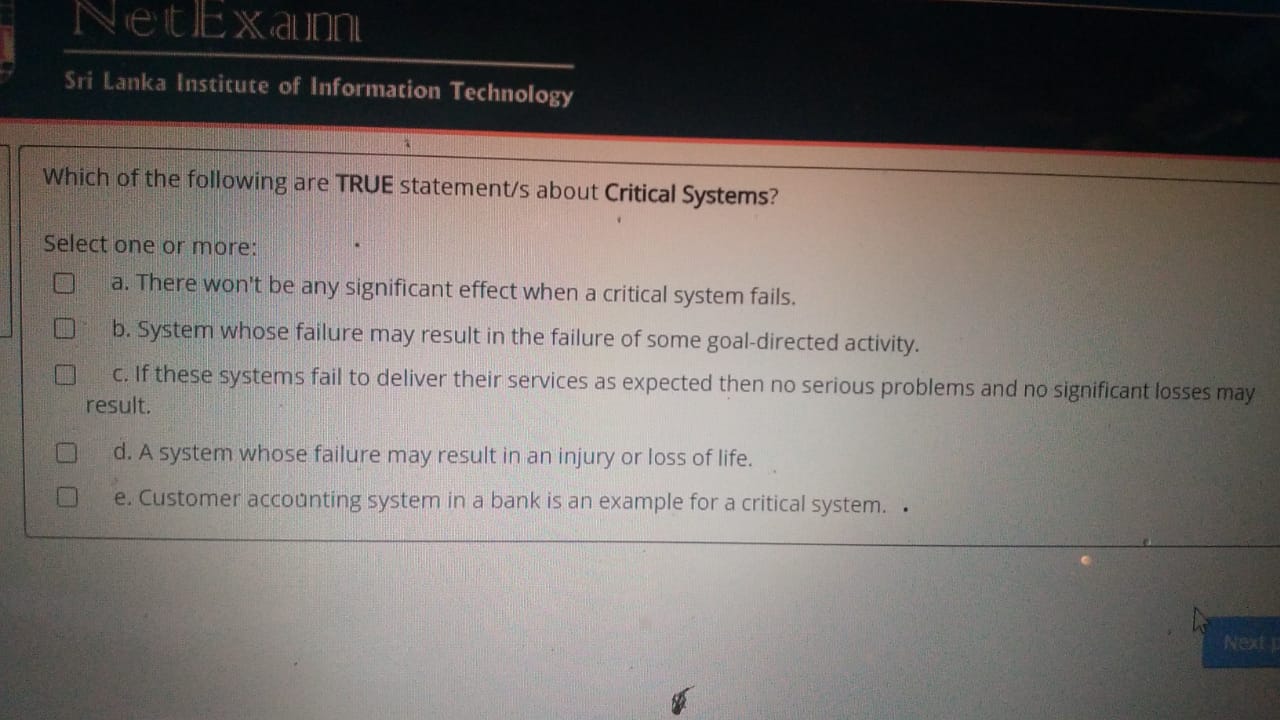 NetExam
Sri Lanka Institute of Information Technology
Which of the following are TRUE statement/s about Critical Systems?
Select one or more:
a. There won't be any significant effect when a critical system fails.
b. System whose failure may result in the failure of some goal-directed activity.
c. If these systems fail to deliver their services as expected then no serious problems and no significant losses may
result.
d. A system whose failure may result in an injury or loss of life.
e. Customer accounting system in a bank is an example for a critical system.
Next